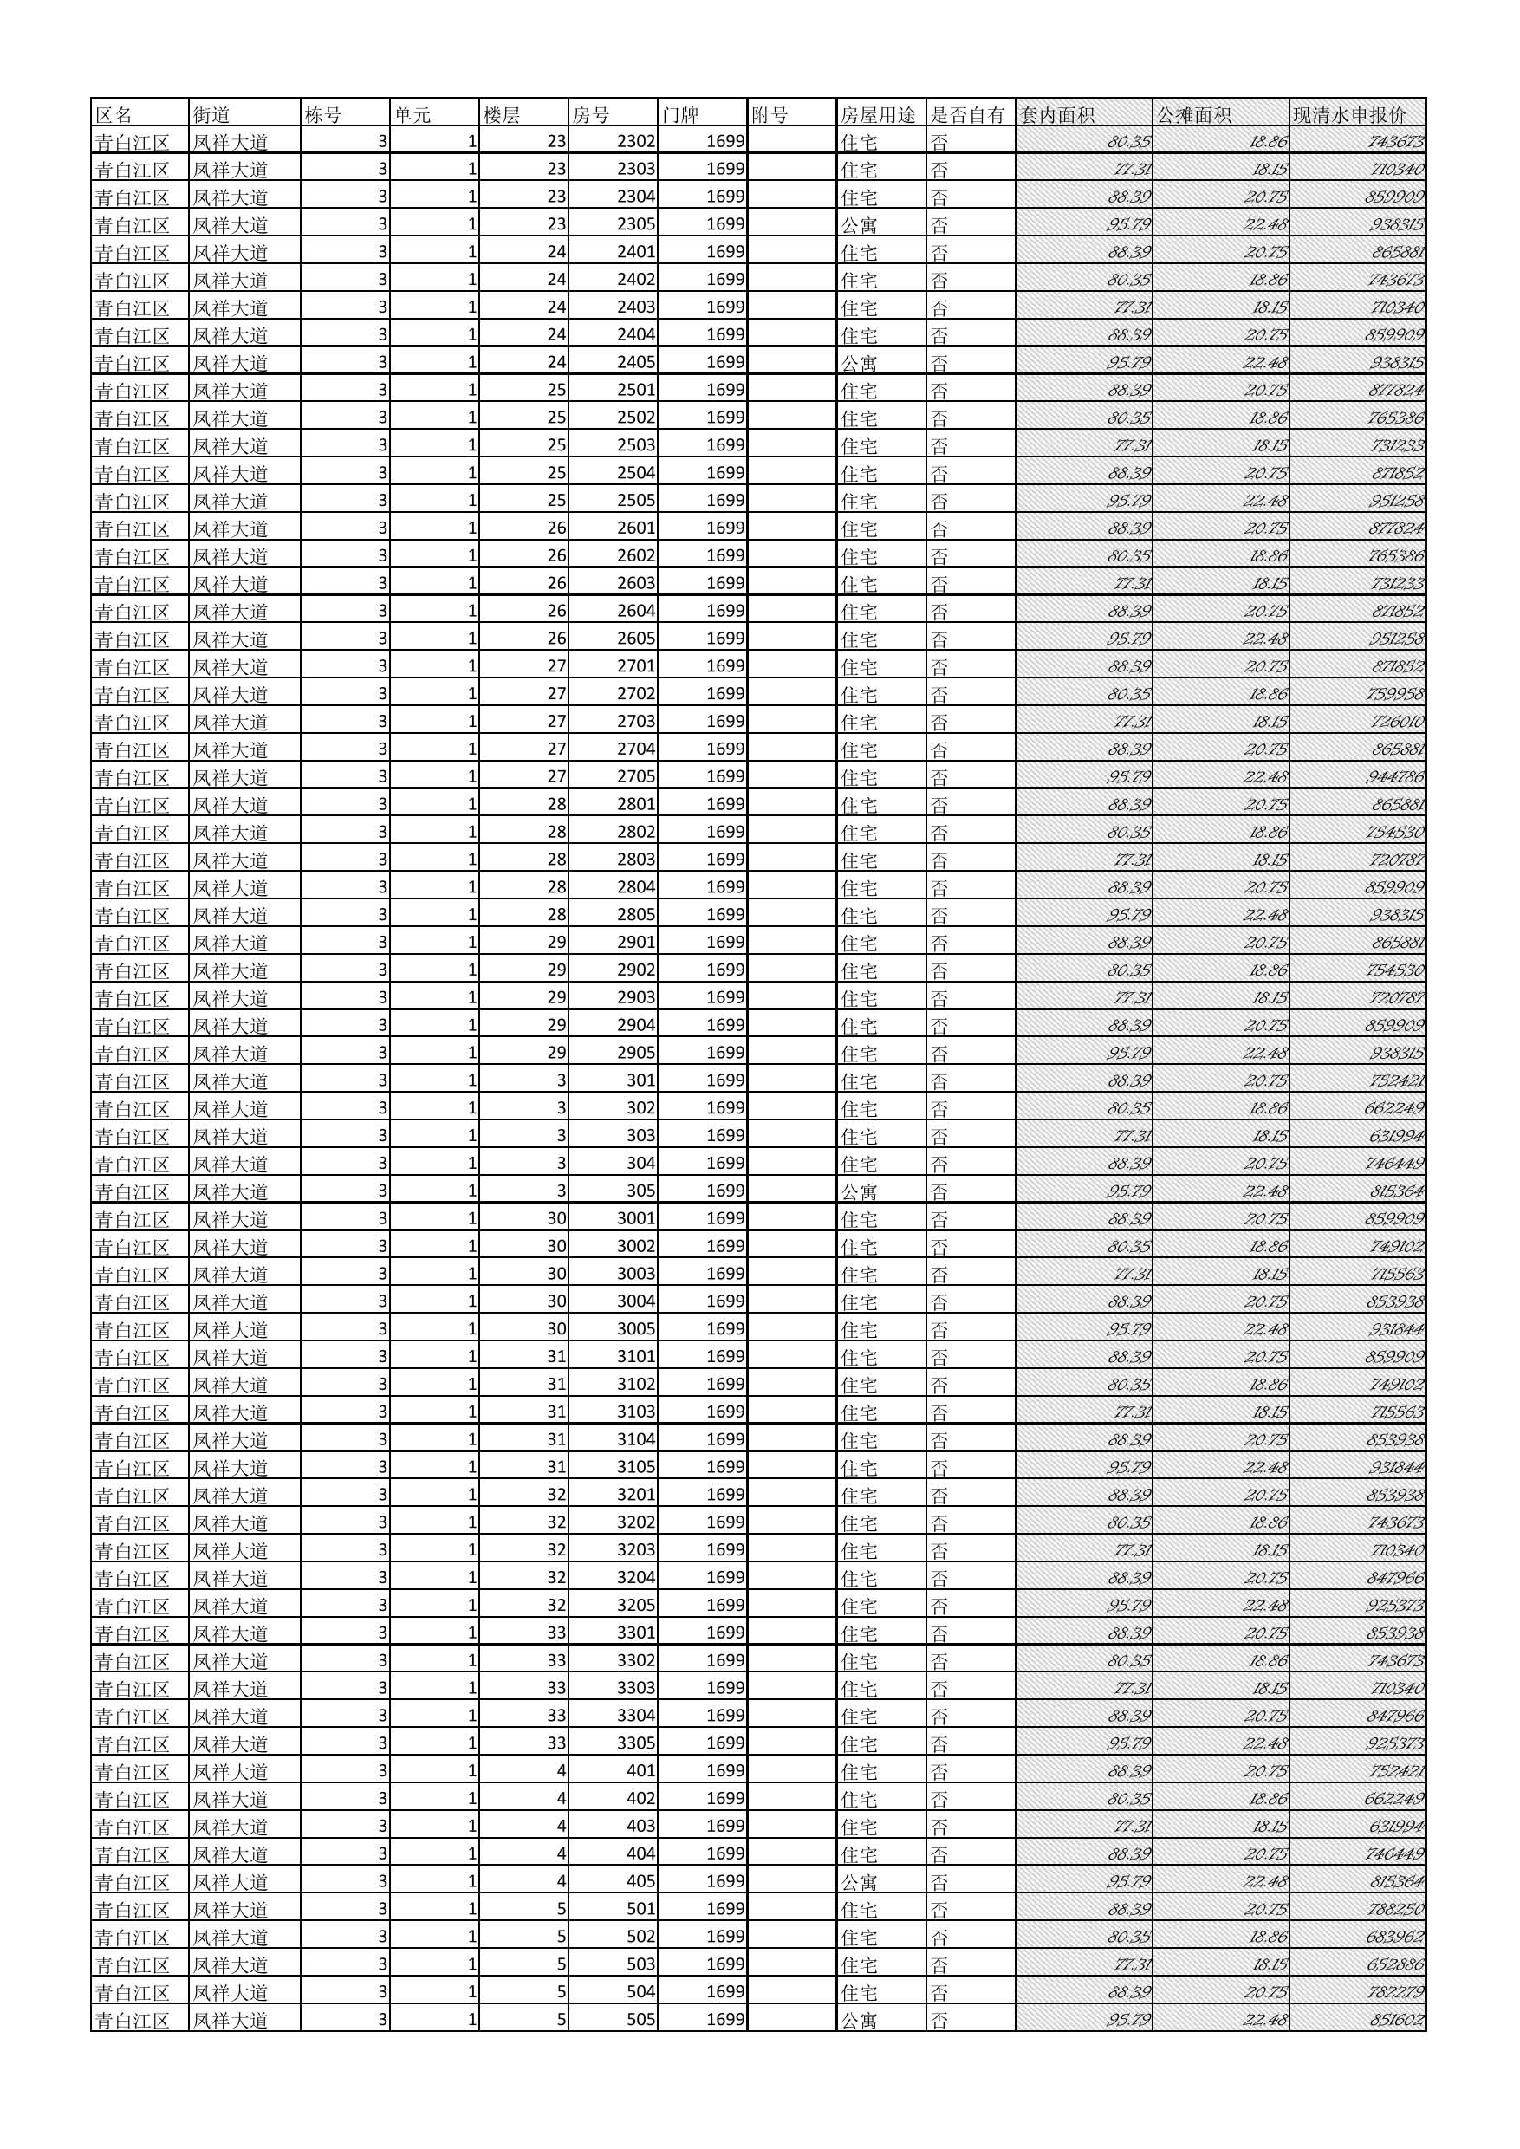 区名 街道 栋号 单元 楼层 房号 门牌 附号 房屋用途 是否自有 套内面积 公摊面积 现清水申报价
青白江区 凤祥大道 3 1 23 2302 1699 住宅 否 80.35 18.86 743673
青白江区 凤祥大道 3 1 23 2303 1699 住宅 否 77.31 18.15 710340
青白江区 凤祥大道 3 1 23 2304 1699 住宅 否 88.39 20.75 859909
青白江区 凤祥大道 3 1 23 2305 1699 公寓 否 95.79 22.48 938315
青白江区 凤祥大道 3 1 24 2401 1699 住宅 否 88.39 20.75 865881
青白江区 凤祥大道 3 1 24 2402 1699 住宅 否 80.35 18.86 743673
青白江区 凤祥大道 3 1 24 2403 1699 住宅 否 77.31 18.15 710340
青白江区 凤祥大道 3 1 24 2404 1699 住宅 否 88.39 20.75 859909
青白江区 凤祥大道 3 1 24 2405 1699 公寓 否 95.79 22.48 938315
青白江区 凤祥大道 3 1 25 2501 1699 住宅 否 88.39 20.75 877824
青白江区 凤祥大道 3 1 25 2502 1699 住宅 否 80.35 18.86 765386
青白江区 凤祥大道 3 1 25 2503 1699 住宅 否 77.31 18.15 731233
青白江区 凤祥大道 3 1 25 2504 1699 住宅 否 88.39 20.75 871852
青白江区 凤祥大道 3 1 25 2505 1699 住宅 否 95.79 22.48 951258
青白江区 凤祥大道 3 1 26 2601 1699 住宅 否 88.39 20.75 877824
青白江区 凤祥大道 3 1 26 2602 1699 住宅 否 80.35 18.86 765386
青白江区 凤祥大道 3 1 26 2603 1699 住宅 否 77.31 18.15 731233
青白江区 凤祥大道 3 1 26 2604 1699 住宅 否 88.39 20.75 871852
青白江区 凤祥大道 3 1 26 2605 1699 住宅 否 95.79 22.48 951258
青白江区 凤祥大道 3 1 27 2701 1699 住宅 否 88.39 20.75 871852
青白江区 凤祥大道 3 1 27 2702 1699 住宅 否 80.35 18.86 759958
青白江区 凤祥大道 3 1 27 2703 1699 住宅 否 77.31 18.15 726010
青白江区 凤祥大道 3 1 27 2704 1699 住宅 否 88.39 20.75 865881
青白江区 凤祥大道 3 1 27 2705 1699 住宅 否 95.79 22.48 944786
青白江区 凤祥大道 3 1 28 2801 1699 住宅 否 88.39 20.75 865881
青白江区 凤祥大道 3 1 28 2802 1699 住宅 否 80.35 18.86 754530
青白江区 凤祥大道 3 1 28 2803 1699 住宅 否 77.31 18.15 720787
青白江区 凤祥大道 3 1 28 2804 1699 住宅 否 88.39 20.75 859909
青白江区 凤祥大道 3 1 28 2805 1699 住宅 否 95.79 22.48 938315
青白江区 凤祥大道 3 1 29 2901 1699 住宅 否 88.39 20.75 865881
青白江区 凤祥大道 3 1 29 2902 1699 住宅 否 80.35 18.86 754530
青白江区 凤祥大道 3 1 29 2903 1699 住宅 否 77.31 18.15 720787
青白江区 凤祥大道 3 1 29 2904 1699 住宅 否 88.39 20.75 859909
青白江区 凤祥大道 3 1 29 2905 1699 住宅 否 95.79 22.48 938315
青白江区 凤祥大道 3 1 3 301 1699 住宅 否 88.39 20.75 752421
青白江区 凤祥大道 3 1 3 302 1699 住宅 否 80.35 18.86 662249
青白江区 凤祥大道 3 1 3 303 1699 住宅 否 77.31 18.15 631994
青白江区 凤祥大道 3 1 3 304 1699 住宅 否 88.39 20.75 746449
青白江区 凤祥大道 3 1 3 305 1699 公寓 否 95.79 22.48 815364
青白江区 凤祥大道 3 1 30 3001 1699 住宅 否 88.39 20.75 859909
青白江区 凤祥大道 3 1 30 3002 1699 住宅 否 80.35 18.86 749102
青白江区 凤祥大道 3 1 30 3003 1699 住宅 否 77.31 18.15 715563
青白江区 凤祥大道 3 1 30 3004 1699 住宅 否 88.39 20.75 853938
青白江区 凤祥大道 3 1 30 3005 1699 住宅 否 95.79 22.48 931844
青白江区 凤祥大道 3 1 31 3101 1699 住宅 否 88.39 20.75 859909
青白江区 凤祥大道 3 1 31 3102 1699 住宅 否 80.35 18.86 749102
青白江区 凤祥大道 3 1 31 3103 1699 住宅 否 77.31 18.15 715563
青白江区 凤祥大道 3 1 31 3104 1699 住宅 否 88.39 20.75 853938
青白江区 凤祥大道 3 1 31 3105 1699 住宅 否 95.79 22.48 931844
青白江区 凤祥大道 3 1 32 3201 1699 住宅 否 88.39 20.75 853938
青白江区 凤祥大道 3 1 32 3202 1699 住宅 否 80.35 18.86 743673
青白江区 凤祥大道 3 1 32 3203 1699 住宅 否 77.31 18.15 710340
青白江区 凤祥大道 3 1 32 3204 1699 住宅 否 88.39 20.75 847966
青白江区 凤祥大道 3 1 32 3205 1699 住宅 否 95.79 22.48 925373
青白江区 凤祥大道 3 1 33 3301 1699 住宅 否 88.39 20.75 853938
青白江区 凤祥大道 3 1 33 3302 1699 住宅 否 80.35 18.86 743673
青白江区 凤祥大道 3 1 33 3303 1699 住宅 否 77.31 18.15 710340
青白江区 凤祥大道 3 1 33 3304 1699 住宅 否 88.39 20.75 847966
青白江区 凤祥大道 3 1 33 3305 1699 住宅 否 95.79 22.48 925373
青白江区 凤祥大道 3 1 4 401 1699 住宅 否 88.39 20.75 752421
青白江区 凤祥大道 3 1 4 402 1699 住宅 否 80.35 18.86 662249
青白江区 凤祥大道 3 1 4 403 1699 住宅 否 77.31 18.15 631994
青白江区 凤祥大道 3 1 4 404 1699 住宅 否 88.39 20.75 746449
青白江区 凤祥大道 3 1 4 405 1699 公寓 否 95.79 22.48 815364
青白江区 凤祥大道 3 1 5 501 1699 住宅 否 88.39 20.75 788250
青白江区 凤祥大道 3 1 5 502 1699 住宅 否 80.35 18.86 683962
青白江区 凤祥大道 3 1 5 503 1699 住宅 否 77.31 18.15 652886
青白江区 凤祥大道 3 1 5 504 1699 住宅 否 88.39 20.75 782279
青白江区 凤祥大道 3 1 5 505 1699 公寓 否 95.79 22.48 851602